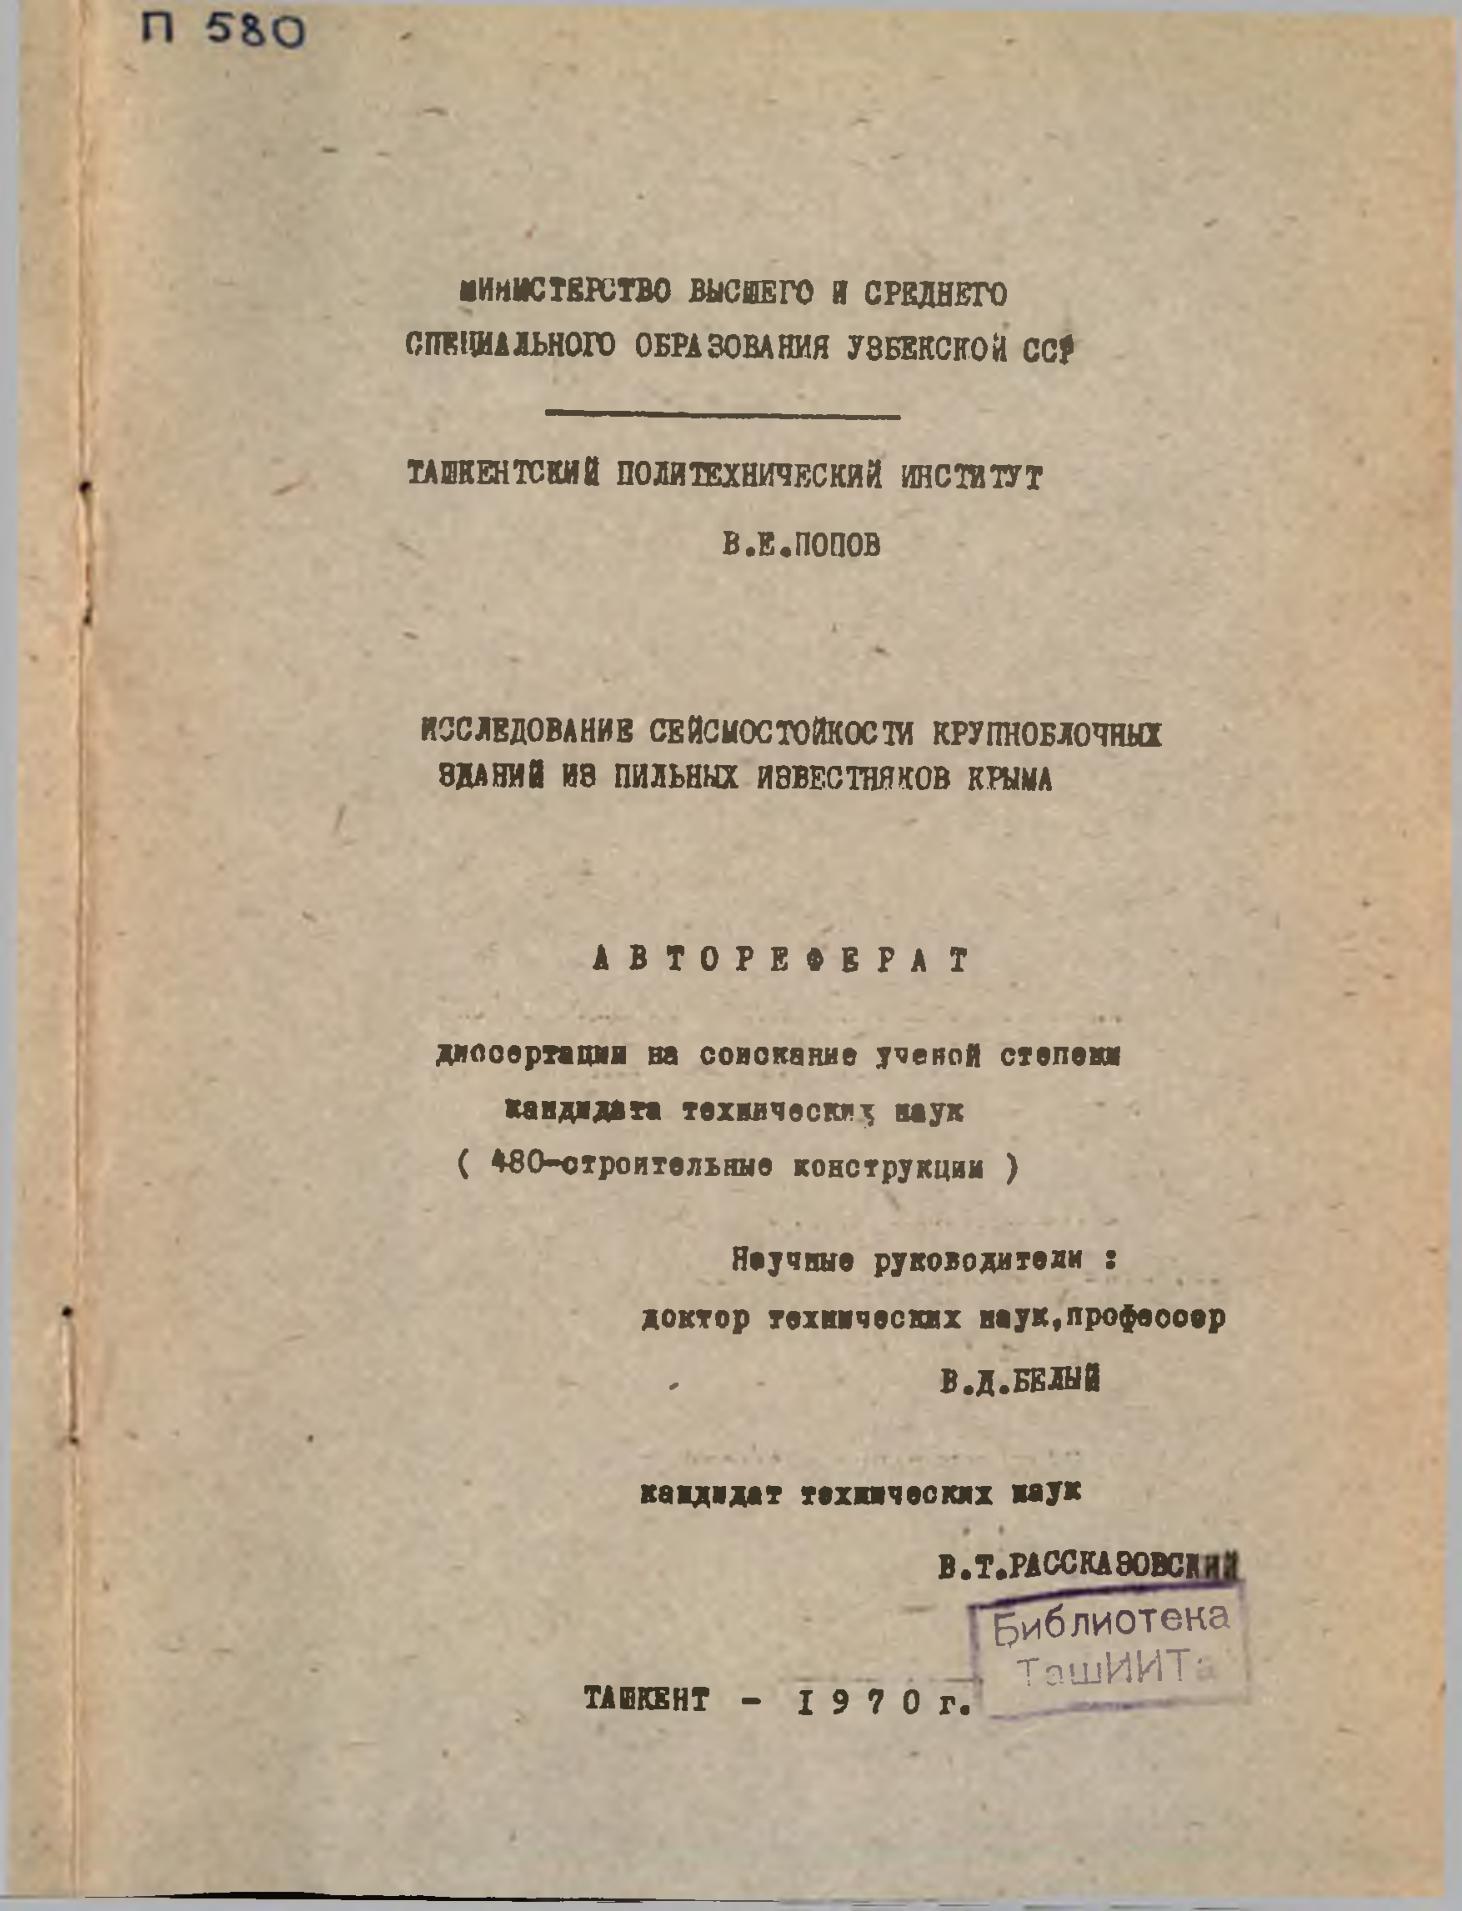 П 580
МИНИСТЕРСТВО ВЫСШЕГО И СРЕДНЕГО
СПЕЦИАЛЬНОГО ОБРАЗОВАНИЯ УЗБЕКСКОЙ ССР
ТАШКЕНТСКИЙ ПОЛИТЕХНИЧЕСКИЙ ИНСТИТУТ
В.Е.ПОПОВ
ИССЛЕДОВАНИЕ СЕЙСМОСТОЙКОСТИ КРУПНОБЛОЧНЫХ
ЗДАНИЙ ИЗ ПИЛЬНЫХ ИЗВЕСТНЯКОВ КРЫМА
А В Т О Р Е Ф Е Р А Т
диссертации на соискание ученой степени
кандидата технических наук
( 480-строительные конструкции )
Научные руководители :
доктор технических наук,профессор
В.Д.БЕЛЫЙ
кандидат технических наук
В.Т.РАССКАЗОВСКИЙ
Библиотека
ТашИИТа
ТАШКЕНТ - I 9 7 0 г.